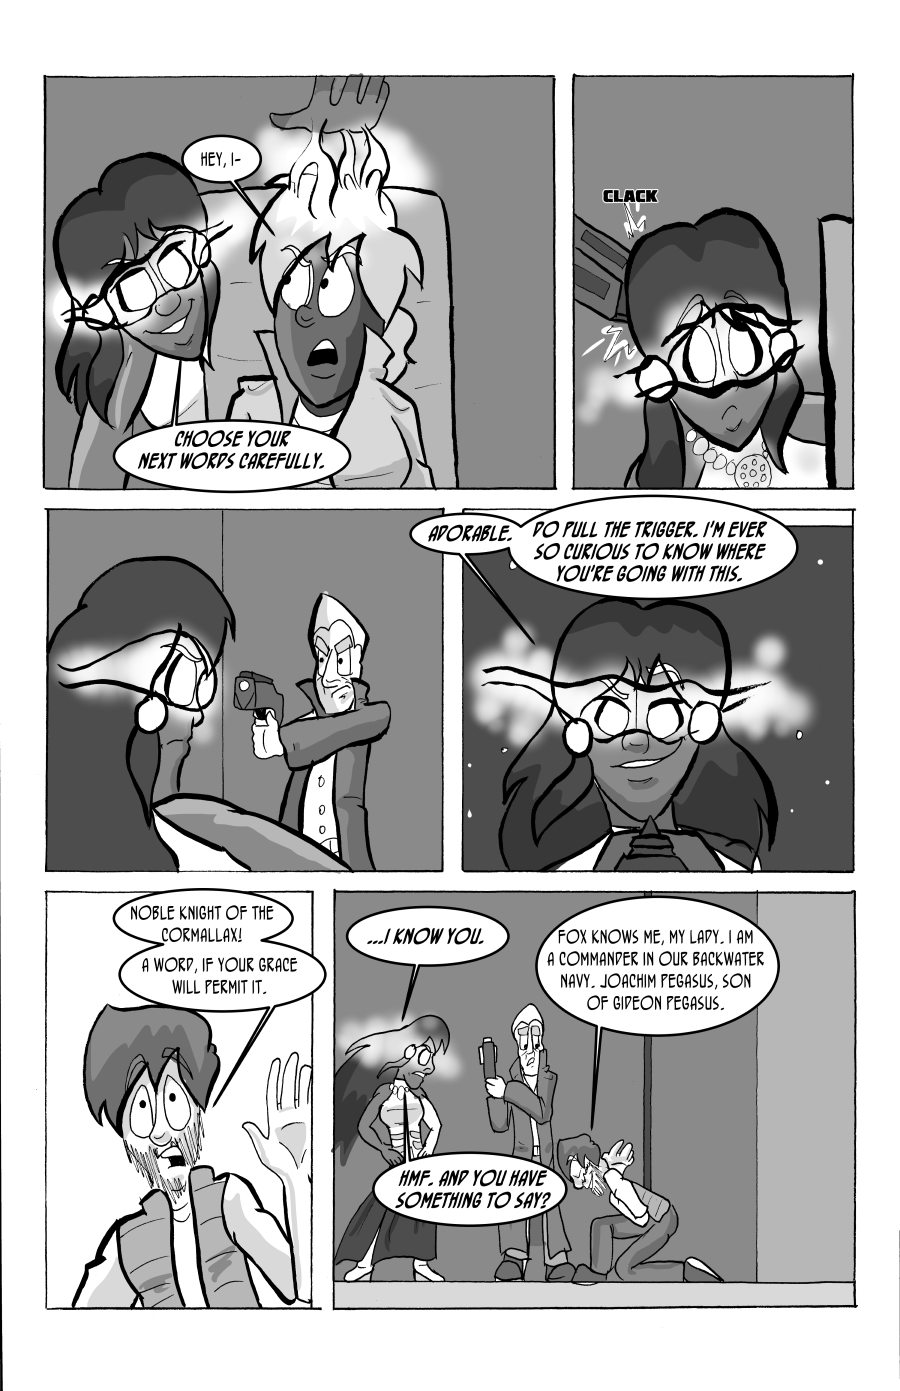 HEY, I-
CHOOSE YOUR
NEXT WORDS CAREFULLY.
CLACK
ADORABLE.
DO PULL THE TRIGGER. I'M EVER
SO CURIOUS TO KNOW WHERE
YOU'RE GOING WITH THIS.
NOBLE KNIGHT OF THE
CORMALLAX!
A WORD, IF YOUR GRACE
WILL PERMIT IT.
...I KNOW YOU.
FOX KNOWS ME, MY LADY. I AM
A COMMANDER IN OUR BACKWATER
NAVY. JOACHIM PEGASUS, SON
OF GIDEON PEGASUS.
HMF. AND YOU HAVE
SOMETHING TO SAY?